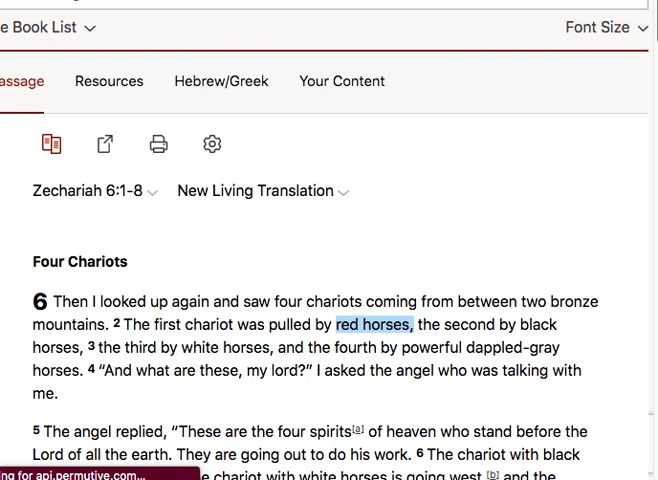 e Book List
Font Size
assage Resources Hebrew/Greek Your Content
Zechariah 6:1-8 New Living Translation
Four Chariots
6 Then I looked up again and saw four chariots coming from between two bronze
mountains. 2 The first chariot was pulled by red horses, the second by black
horses, 3 the third by white horses, and the fourth by powerful dappled-gray
horses. 4 “And what are these, my lord?” I asked the angel who was talking with
me.
5 The angel replied, “These are the four spirits[a] of heaven who stand before the
Lord of all the earth. They are going out to do his work. 6 The chariot with black
ing for api.permutive.com... e chariot with white horses is going west,[b] and the